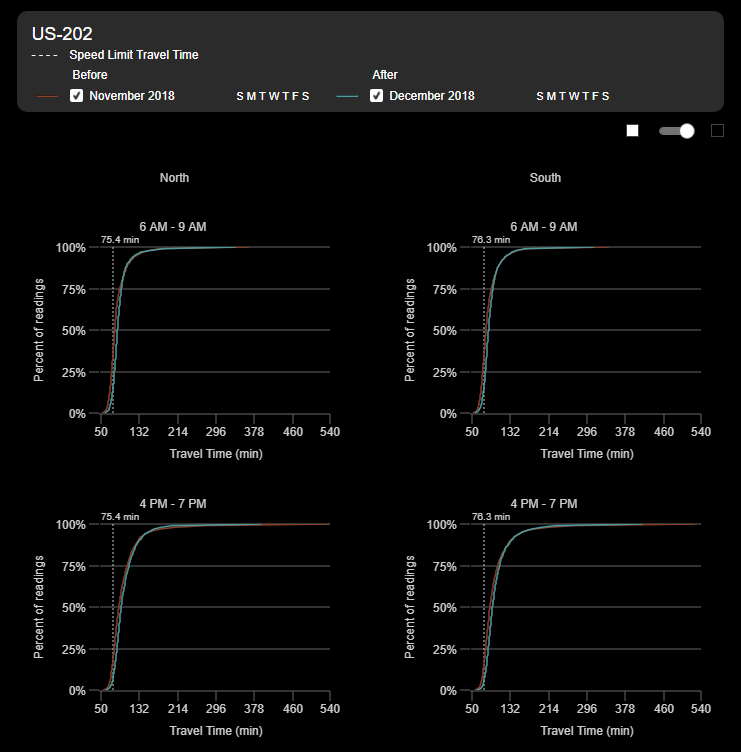 US-202
Speed Limit Travel Time
Before After
November 2018 S M T W T F S December 2018 S M T W T F S
North South
6 AM - 9 AM 6 AM - 9 AM
75.4 min 76.3 min
100% 100%
75% 75%
50% 50%
25% 25%
0% 0%
Percent of readings Percent of readings
50 132 214 296 378 460 540 50 132 214 296 378 460 540
Travel Time (min) Travel Time (min)
4 PM - 7 PM 4 PM - 7 PM
75.4 min 76.3 min
100% 100%
75% 75%
50% 50%
25% 25%
0% 0%
Percent of readings Percent of readings
50 132 214 296 378 460 540 50 132 214 296 378 460 540
Travel Time (min) Travel Time (min)